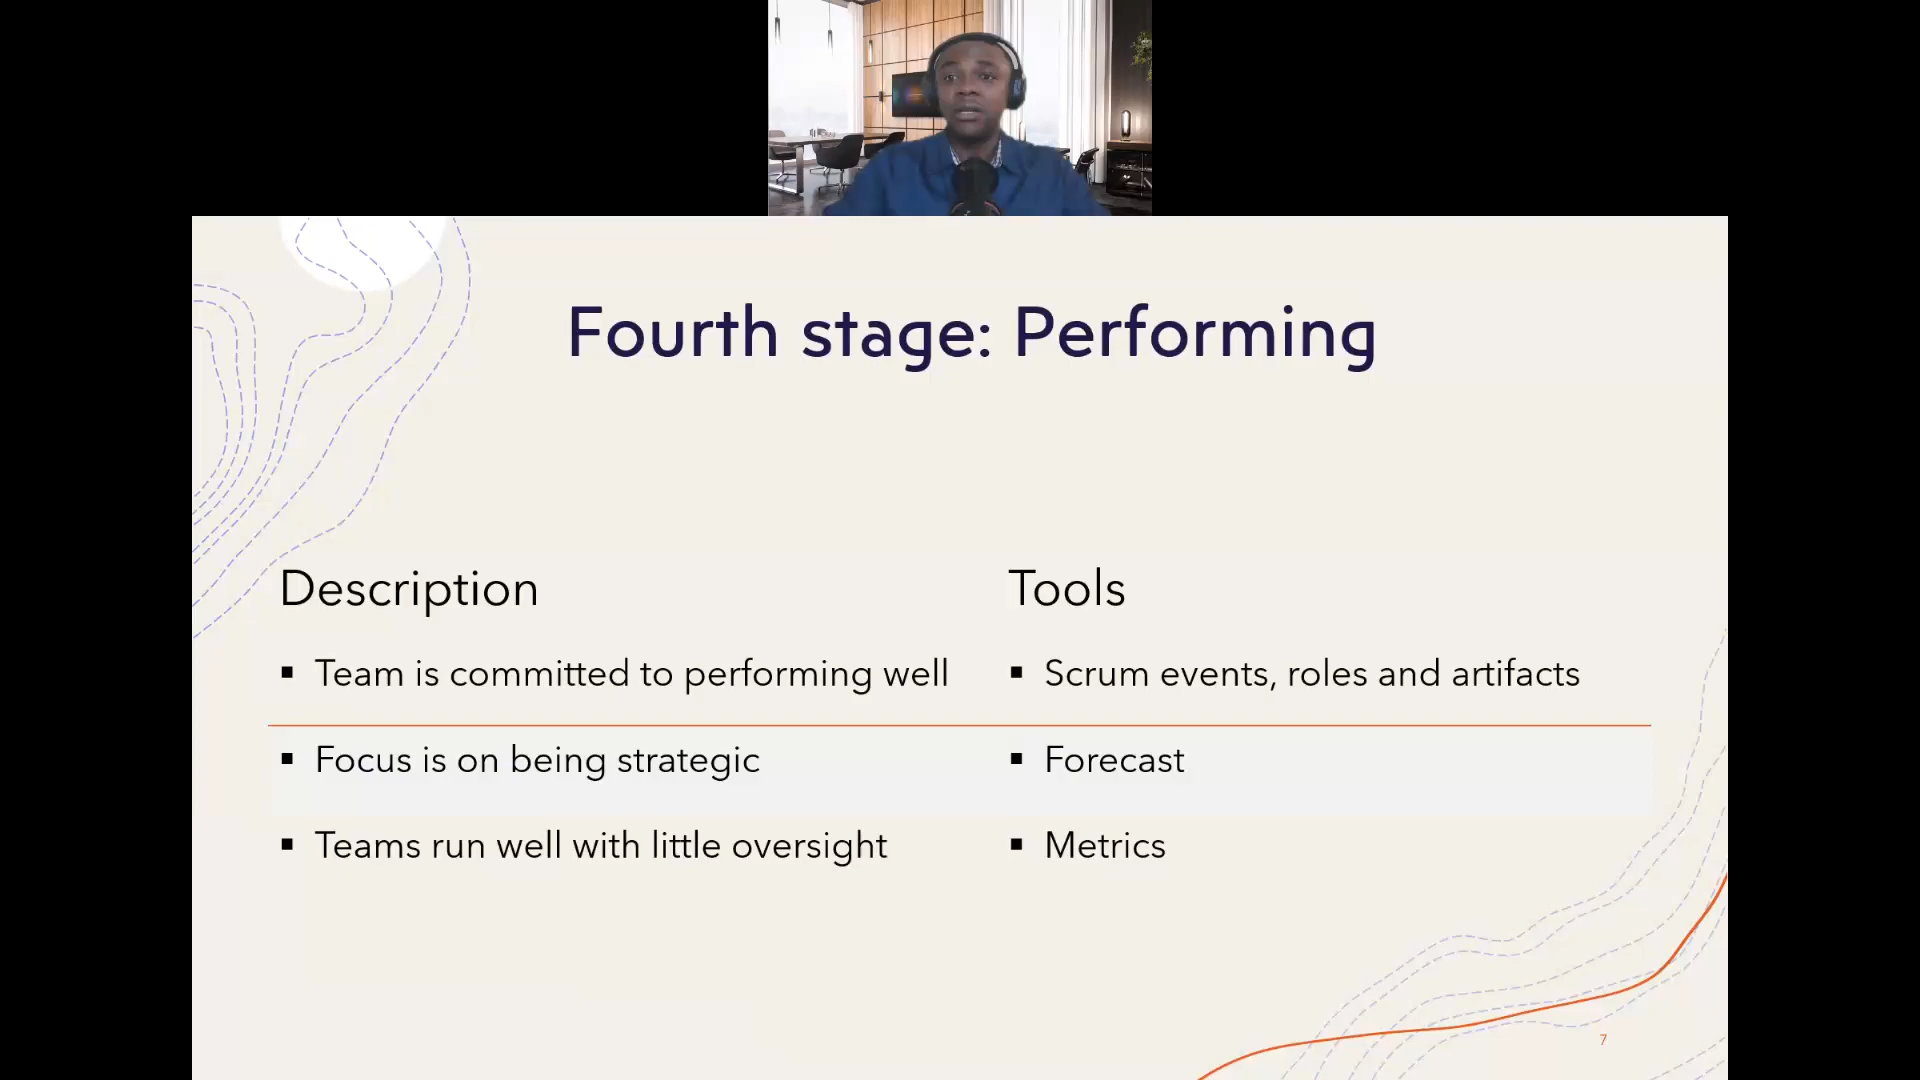 Fourth stage: Performing
Description
Tools
▪ Team is committed to performing well
▪ Scrum events, roles and artifacts
▪ Focus is on being strategic
▪ Forecast
▪ Teams run well with little oversight
▪ Metrics
7